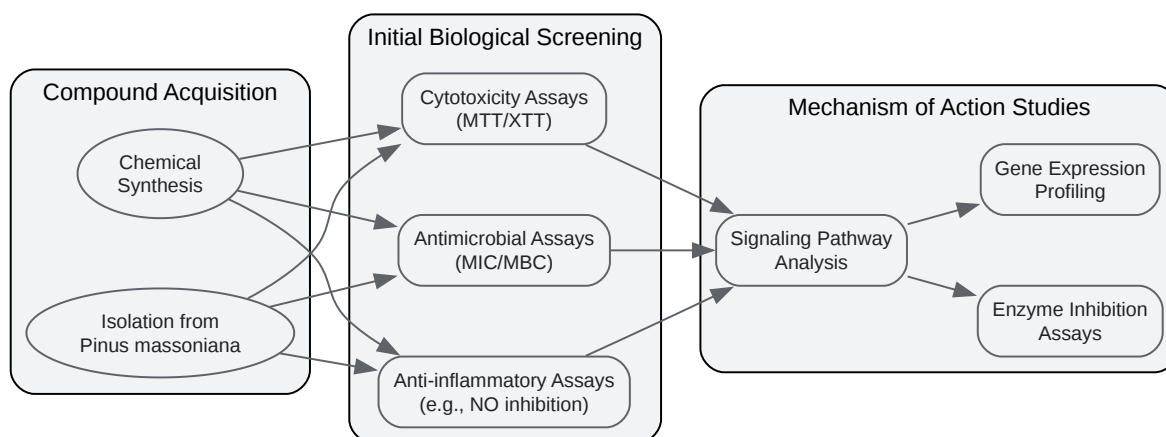 Compound Acquisition
Chemical
Synthesis
Isolation from
Pinus massoniana
Initial Biological Screening
Cytotoxicity Assays
(MTT/XTT)
Antimicrobial Assays
(MIC/MBC)
Anti-inflammatory Assays
(e.g., NO inhibition)
Mechanism of Action Studies
Signaling Pathway
Analysis
Gene Expression
Profiling
Enzyme Inhibition
Assays